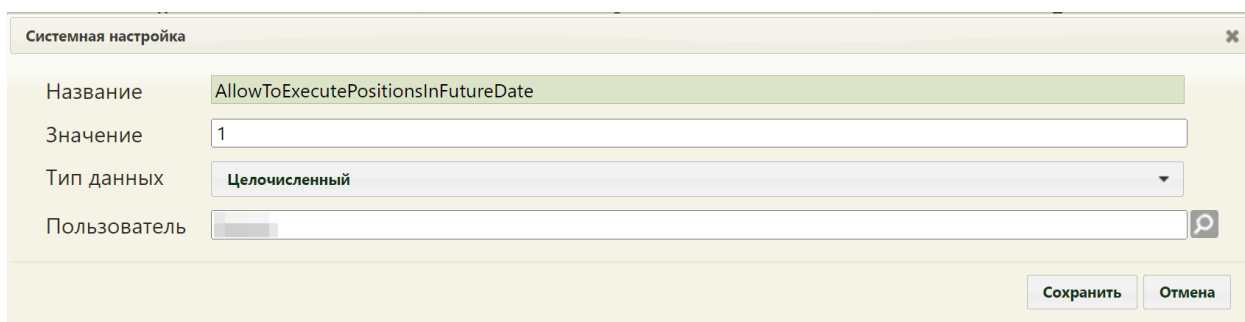 Системная настройка
Название AllowToExecutePositionsInFutureDate
Значение 1
Тип данных Целочисленный
Пользователь
Сохранить Отмена